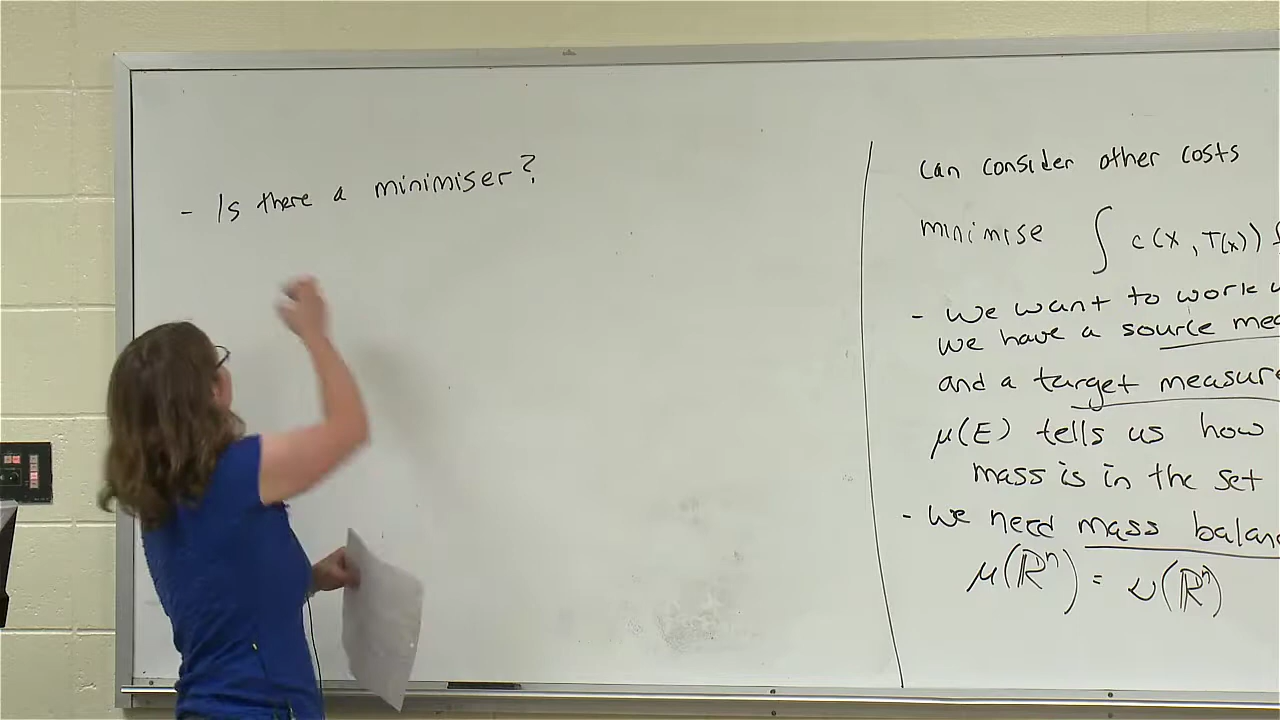 - Is there a minimiser?
Can consider other costs
minimise ∫ c(x, T(x))
- we want to work
we have a source
and a target
μ(E) tells us how
mass is in the set
- we need mass
μ(ℝⁿ) = ν(ℝⁿ)